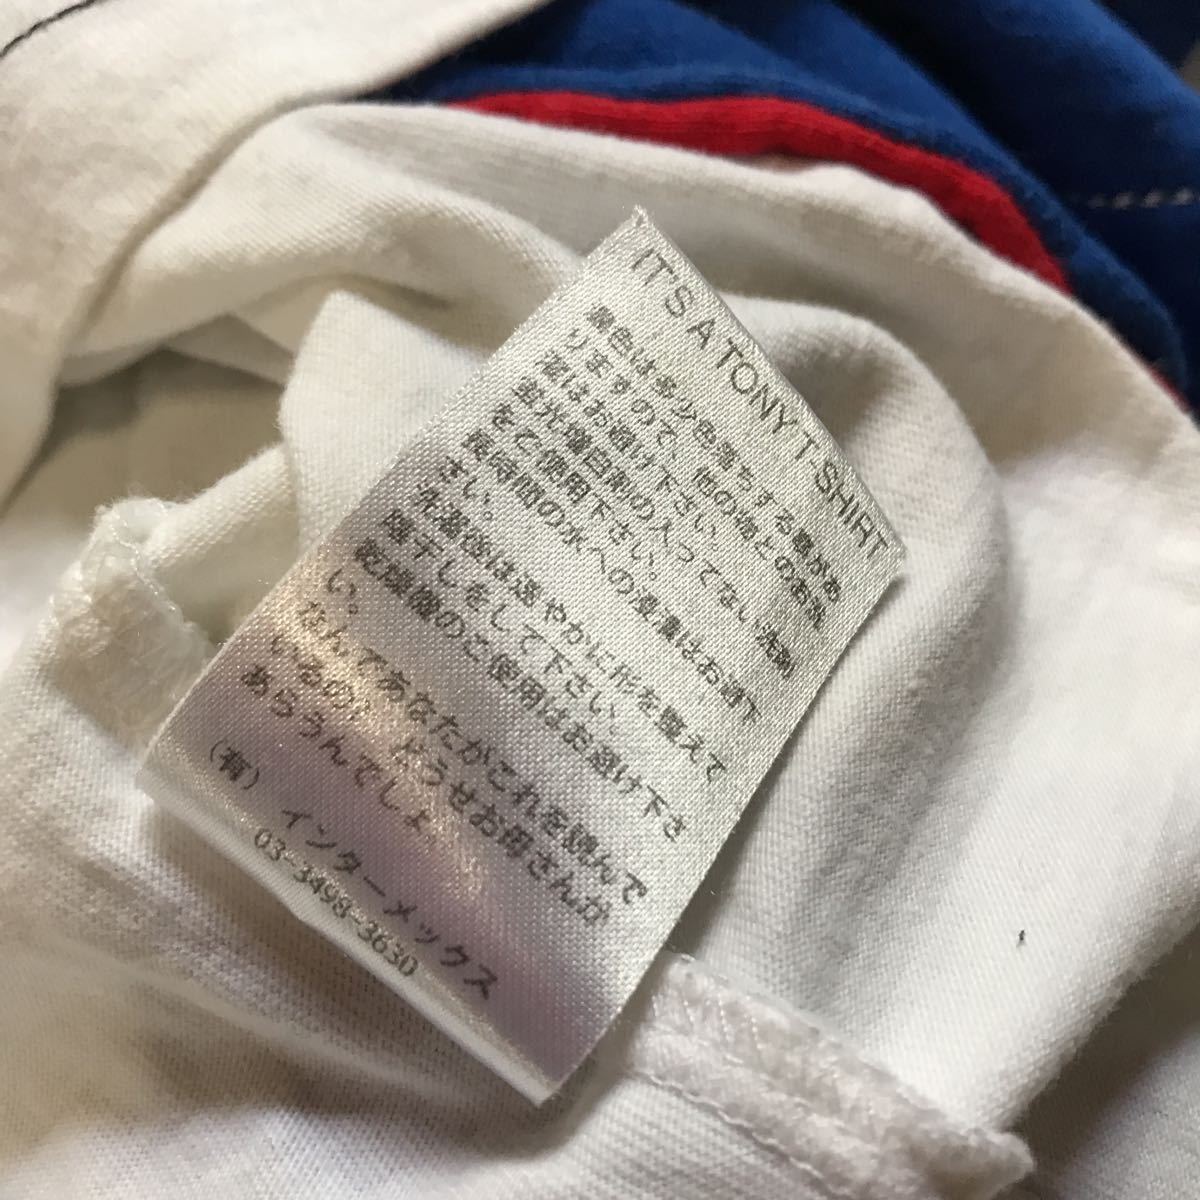 IT'S A TONY T-SHIRT
濃色は多少色落ちする事があ
りますので、他の物とのお洗
濯はお避け下さい。
蛍光増白剤の入ってない洗剤
をご使用下さい。
長時間の水への浸漬はお避下
さい。
洗濯後は速やかに形を整えて
陰干しをして下さい。
乾燥機のご使用はお避け下さ
い。
なんであなたがこれを読んで
いるの、どうせお母さんが
あらうんでしょ
(有) インターメックス
03-3498-3630